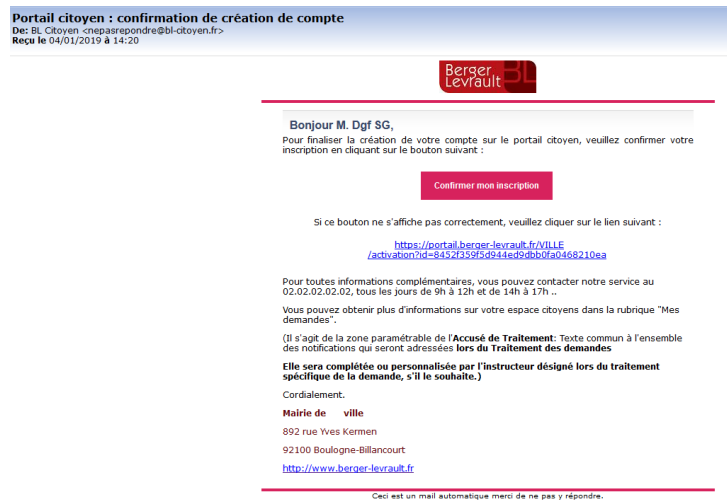 Portail citoyen : confirmation de création de compte
De: BL Citoyen <nepasrepondre@bl-citoyen.fr>
Reçu le 04/01/2019 à 14:20
Berger
Levrault
BL
Bonjour M. Dgf SG,
Pour finaliser la création de votre compte sur le portail citoyen, veuillez confirmer votre
inscription en cliquant sur le bouton suivant :
Confirmer mon inscription
Si ce bouton ne s'affiche pas correctement, veuillez cliquer sur le lien suivant :
https://portail.berger-levrault.fr/VILLE
/activation?id=8452f359f5d944ed9dbb0fa0468210ea
Pour toutes informations complémentaires, vous pouvez contacter notre service au
02.02.02.02.02, tous les jours de 9h à 12h et de 14h à 17h ..
Vous pouvez obtenir plus d'informations sur votre espace citoyens dans la rubrique "Mes
demandes".
(Il s'agit de la zone paramétrable de l'Accusé de Traitement: Texte commun à l'ensemble
des notifications qui seront adressées lors du Traitement des demandes
Elle sera complétée ou personnalisée par l'instructeur désigné lors du traitement
spécifique de la demande, s'il le souhaite.)
Cordialement.
Mairie de ville
892 rue Yves Kermen
92100 Boulogne-Billancourt
http://www.berger-levrault.fr
Ceci est un mail automatique merci de ne pas y répondre.